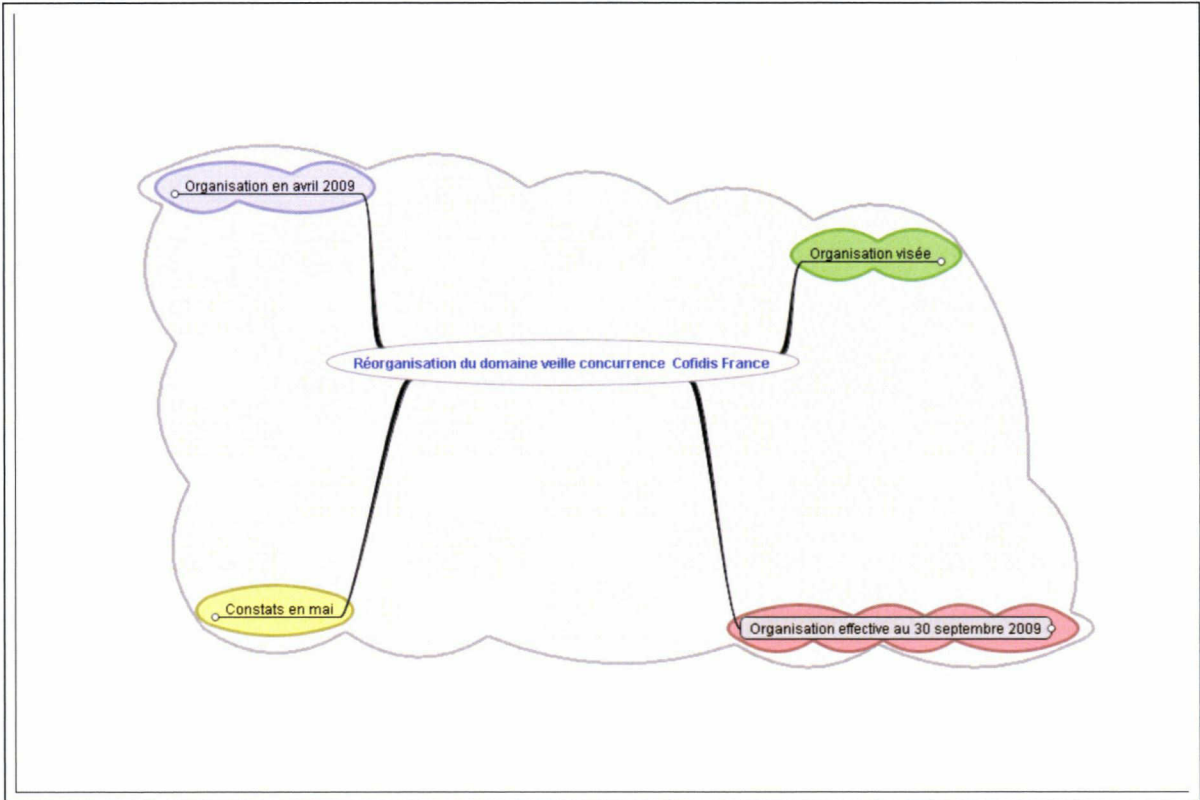 Organisation en avril 2009
Organisation visée
Réorganisation du domaine veille concurrence Cofidis France
Constats en mai
Organisation effective au 30 septembre 2009